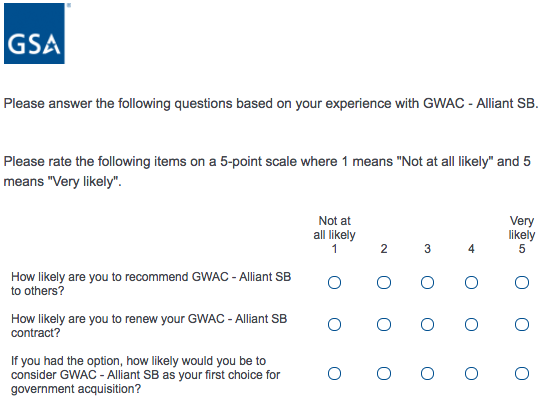 GSA
Please answer the following questions based on your experience with GWAC - Alliant SB.
Please rate the following items on a 5-point scale where 1 means "Not at all likely" and 5
means "Very likely".
Not at
all likely
1
2
3
4
Very
likely
5
How likely are you to recommend GWAC - Alliant SB
to others?
How likely are you to renew your GWAC - Alliant SB
contract?
If you had the option, how likely would you be to
consider GWAC - Alliant SB as your first choice for
government acquisition?